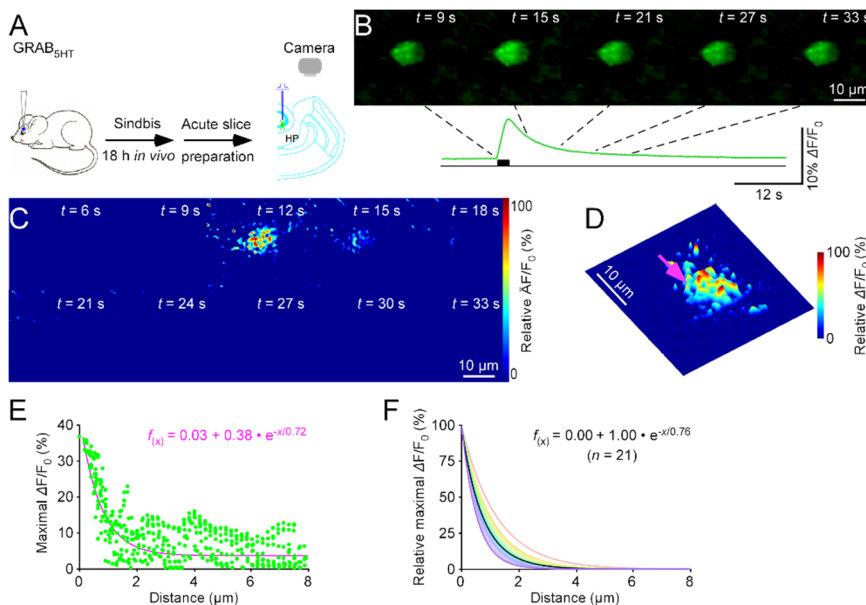 A
GRAB5HT
Sindbis
18 h in vivo
Acute slice
preparation
Camera
HP
B
t = 9 s
t = 15 s
t = 21 s
t = 27 s
t = 33 s
10 μm
10% ΔF/F0
12 s
C
t = 6 s
t = 9 s
t = 12 s
t = 15 s
t = 18 s
t = 21 s
t = 24 s
t = 27 s
t = 30 s
t = 33 s
10 μm
100
0
Relative ΔF/F0 (%)
D
10 μm
100
80
60
40
20
0
Relative ΔF/F0 (%)
E
f(x) = 0.03 + 0.38 • e-x/0.72
Maximal ΔF/F0 (%)
40
30
20
10
0
0
2
4
6
8
Distance (μm)
F
f(x) = 0.00 + 1.00 • e-x/0.76
(n = 21)
Relative maximal ΔF/F0 (%)
100
75
50
25
0
0
2
4
6
8
Distance (μm)